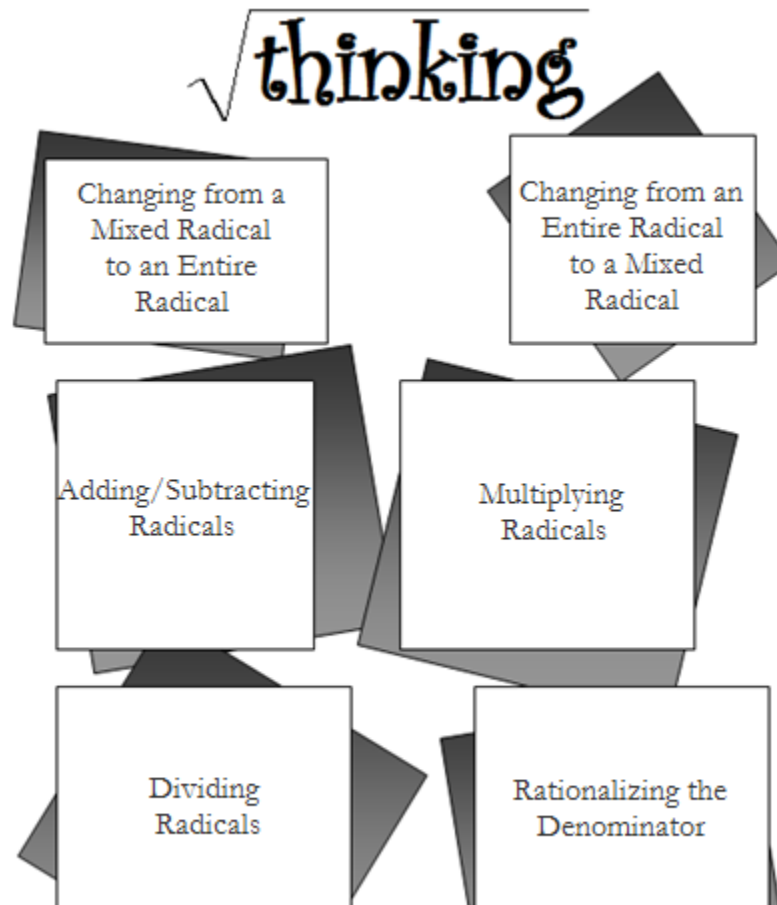 thinking
Changing from a
Mixed Radical
to an Entire
Radical
Changing from an
Entire Radical
to a Mixed
Radical
Adding/Subtracting
Radicals
Multiplying
Radicals
Dividing
Radicals
Rationalizing the
Denominator